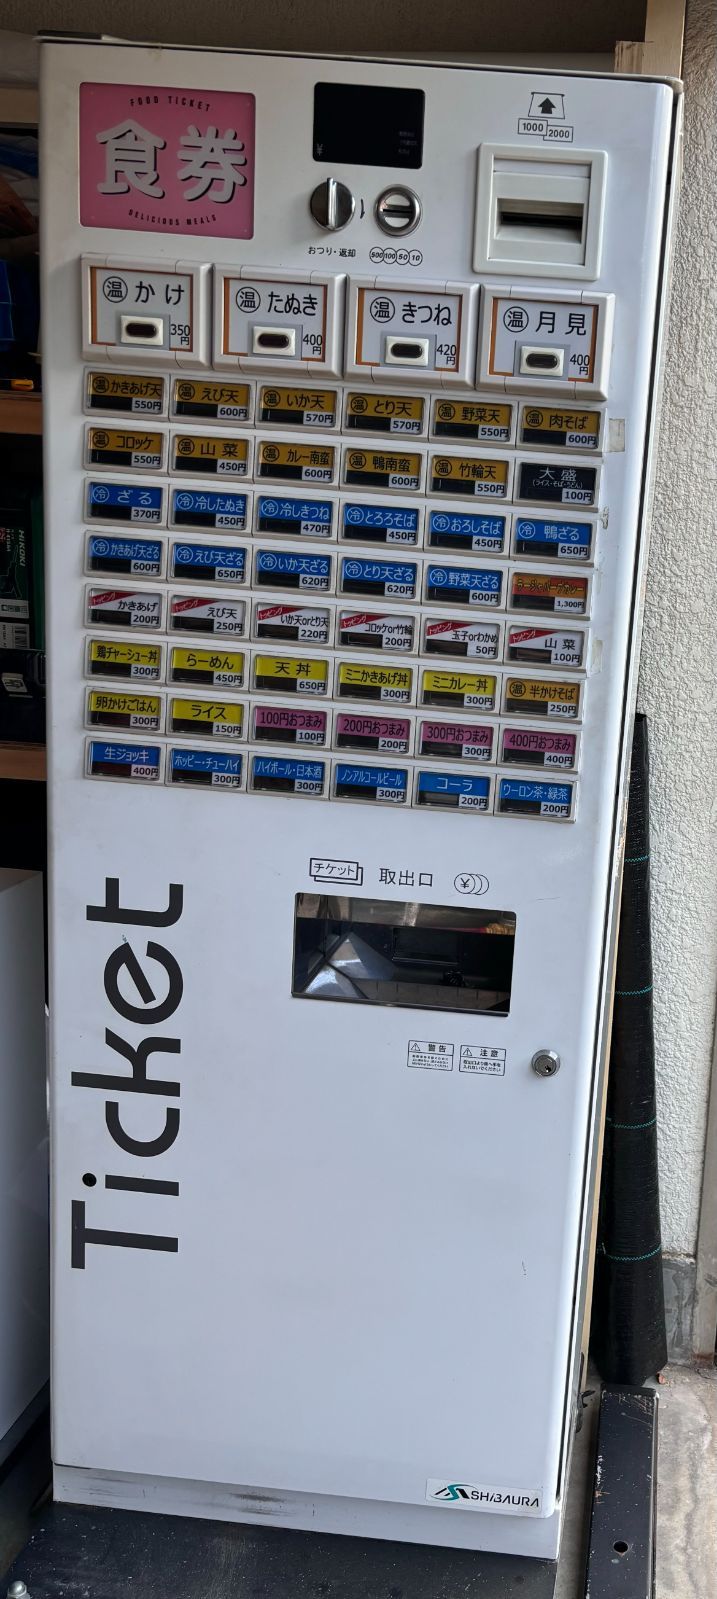 FOOD TICKET
食券
DELICIOUS MEALS
¥
1000 2000
おつり・返却
500 100 50 10
温 かけ 350円
温 たぬき 400円
温 きつね 420円
温 月見 400円
温 かきあげ天 550円
温 えび天 600円
温 いか天 570円
温 とり天 570円
温 野菜天 550円
温 肉そば 600円
温 コロッケ 550円
温 山菜 450円
温 カレー南蛮 600円
温 鴨南蛮 600円
温 竹輪天 550円
大盛 (ライス・そば・うどん) 100円
冷 ざる 370円
冷 冷したぬき 450円
冷 冷しきつね 470円
冷 とろろそば 450円
冷 おろしそば 450円
冷 鴨ざる 650円
冷 かきあげ天ざる 600円
冷 えび天ざる 650円
冷 いか天ざる 620円
冷 とり天ざる 620円
冷 野菜天ざる 600円
1,300円
トッピング かきあげ 200円
トッピング えび天 250円
トッピング いか天orとり天 220円
トッピング コロッケor竹輪 200円
トッピング 玉子orわかめ 50円
トッピング 山菜 100円
鶏チャーシュー丼 300円
らーめん 450円
天丼 650円
ミニかきあげ丼 300円
ミニカレー丼 300円
温 半かけそば 250円
卵かけごはん 300円
ライス 150円
100円おつまみ 100円
200円おつまみ 200円
300円おつまみ 300円
400円おつまみ 400円
生ジョッキ 400円
ホッピー・チューハイ 300円
ハイボール・日本酒 300円
ノンアルコールビール 300円
コーラ 200円
ウーロン茶・緑茶 200円
チケット 取出口 ¥
Ticket
警告
注意
取出口より奥へ手を
入れないでください
SHIBAURA
HiKOKI